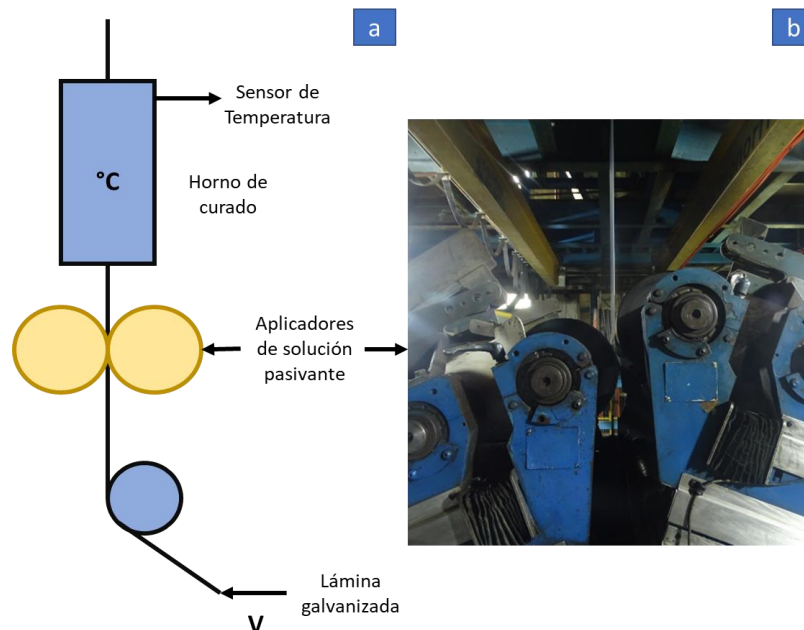 a
b
Sensor de
Temperatura
°C
Horno de
curado
Aplicadores
de solución
pasivante
Lámina
galvanizada
V